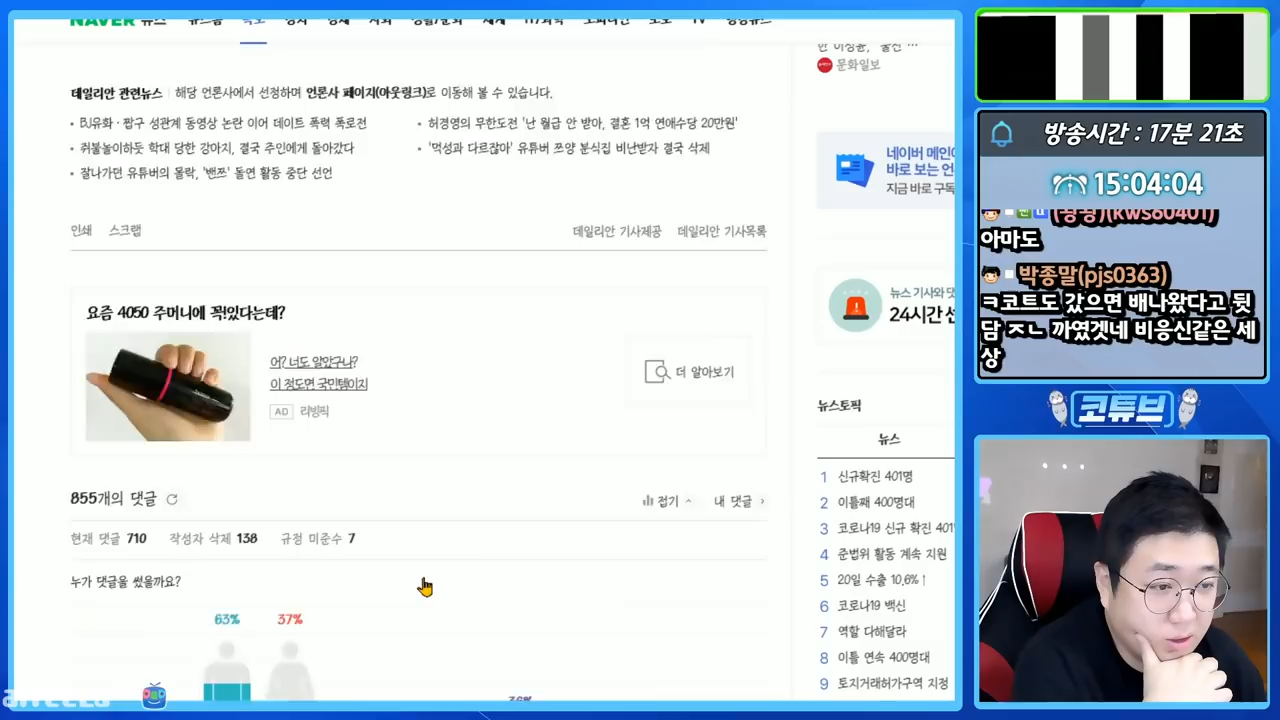 NAVER 뉴스
데일리안 관련뉴스 해당 언론사에서 선정하며 언론사 페이지(아웃링크)로 이동해 볼 수 있습니다.
BJ유화·짭구 성관계 동영상 논란 이어 데이트 폭력 폭로전
허경영의 무한도전 '난 월급 안 받아, 결혼 1억 연애수당 20만원'
쥐불놀이하듯 학대 당한 강아지, 결국 주인에게 돌아갔다
'먹성과 다르잖아' 유튜버 쯔양 분식집 비난받자 결국 삭제
잘나가던 유튜버의 몰락, '밴쯔' 돌연 활동 중단 선언
인쇄 스크랩
데일리안 기사제공 데일리안 기사목록
요즘 4050 주머니에 꼭!있다는데?
어? 너도 알았구나?
이 정도면 국민템이지
AD 리빙픽
더 알아보기
855개의 댓글
접기 내 댓글
현재 댓글 710 작성자 삭제 138 규정 미준수 7
누가 댓글을 썼을까요?
63% 37%
문화일보
네이버 메인에
바로 보는 언
지금 바로 구독
뉴스 기사와 댓
24시간 센
뉴스토픽
뉴스
1 신규확진 401명
2 이틀째 400명대
3 코로나19 신규 확진 401
4 준법위 활동 계속 지원
5 20일 수출 10.6%↑
6 코로나19 백신
7 역할 다해달라
8 이틀 연속 400명대
9 토지거래허가구역 지정
방송시간 : 17분 21초
15:04:04
(kws60401)
아마도
박종말(pjs0363)
ㅋ코트도 갔으면 배나왔다고 뒷
담 ㅈㄴ 까였겟네 비응신같은 세
상
코튜브